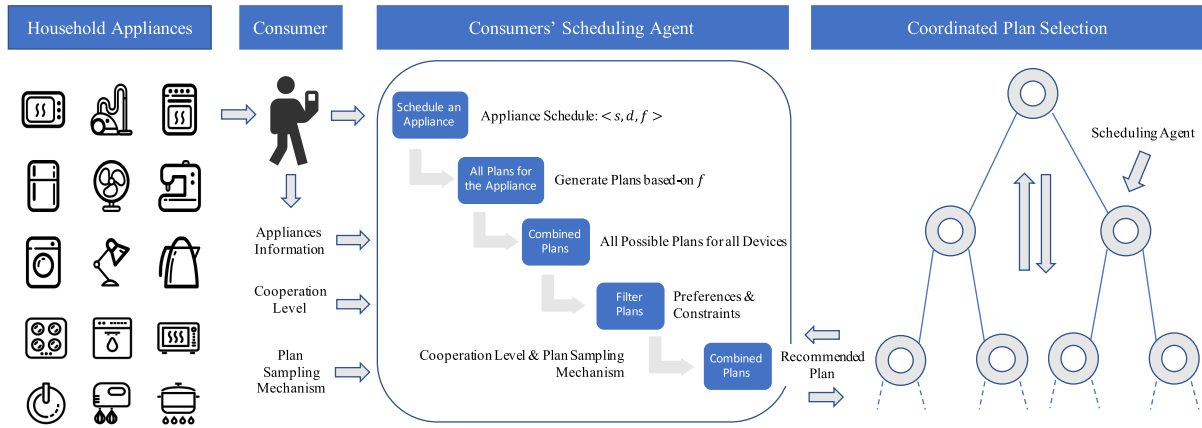 Household Appliances
Consumer
Consumers' Scheduling Agent
Coordinated Plan Selection
Schedule an
Appliance
Appliance Schedule: < s, d, f >
All Plans for
the Appliance
Generate Plans based-on f
Combined
Plans
All Possible Plans for all Devices
Filter
Plans
Preferences &
Constraints
Cooperation Level & Plan Sampling
Mechanism
Combined
Plans
Appliances
Information
Cooperation
Level
Plan
Sampling
Mechanism
Recommended
Plan
Scheduling Agent